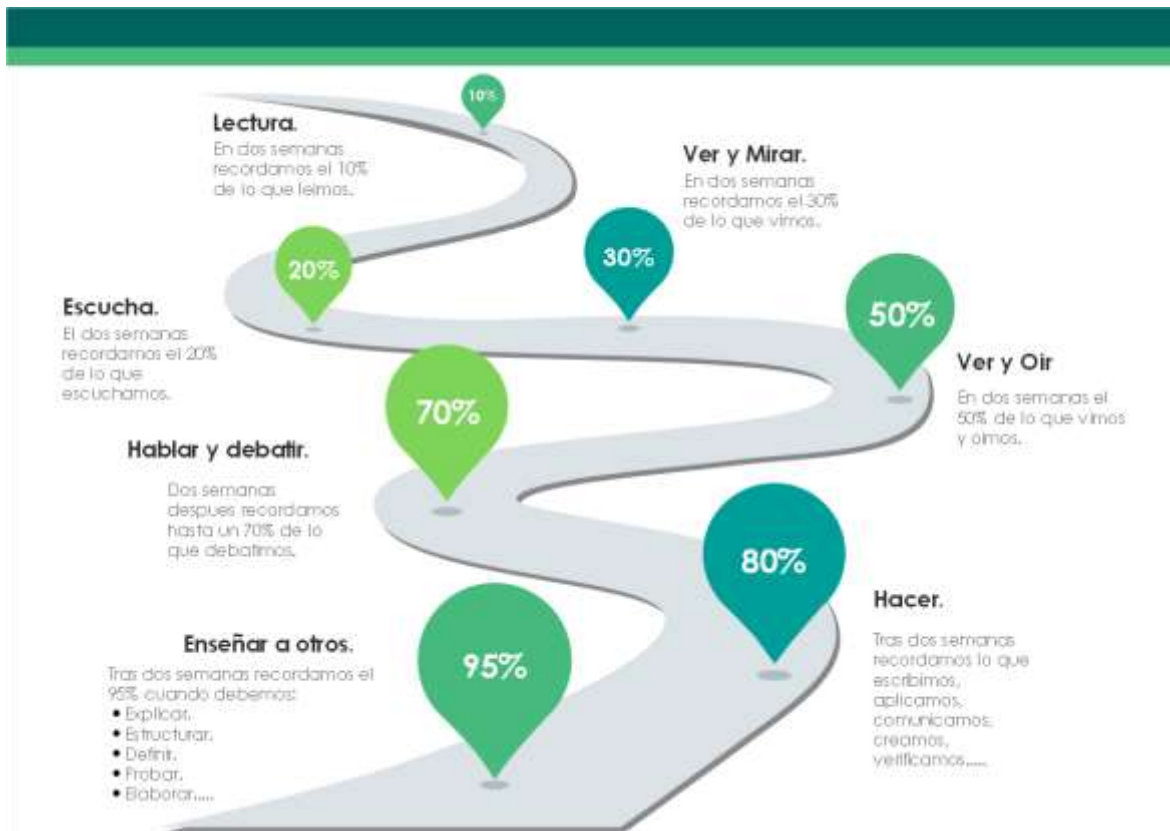 10%
Lectura.
En dos semanas
recordamos el 10%
de lo que leimos.
Ver y Mirar.
En dos semanas
recordamos el 30%
de lo que vimos.
20%
30%
50%
Escucha.
El dos semanas
recordamos el 20%
de lo que
escuchamos.
Ver y Oir
En dos semanas el
50% de lo que vimos
y oimos.
70%
Hablar y debatir.
Dos semanas
despues recordamos
hasta un 70% de lo
que debatimos.
80%
Hacer.
Tras dos semanas
recordamos lo que
escribimos,
aplicamos,
comunicamos,
creamos,
verificamos.....
95%
Enseñar a otros.
Tras dos semanas recordamos el
95% cuando debemos:
• Explicar.
• Estructurar.
• Definir.
• Probar.
• Elaborar.....